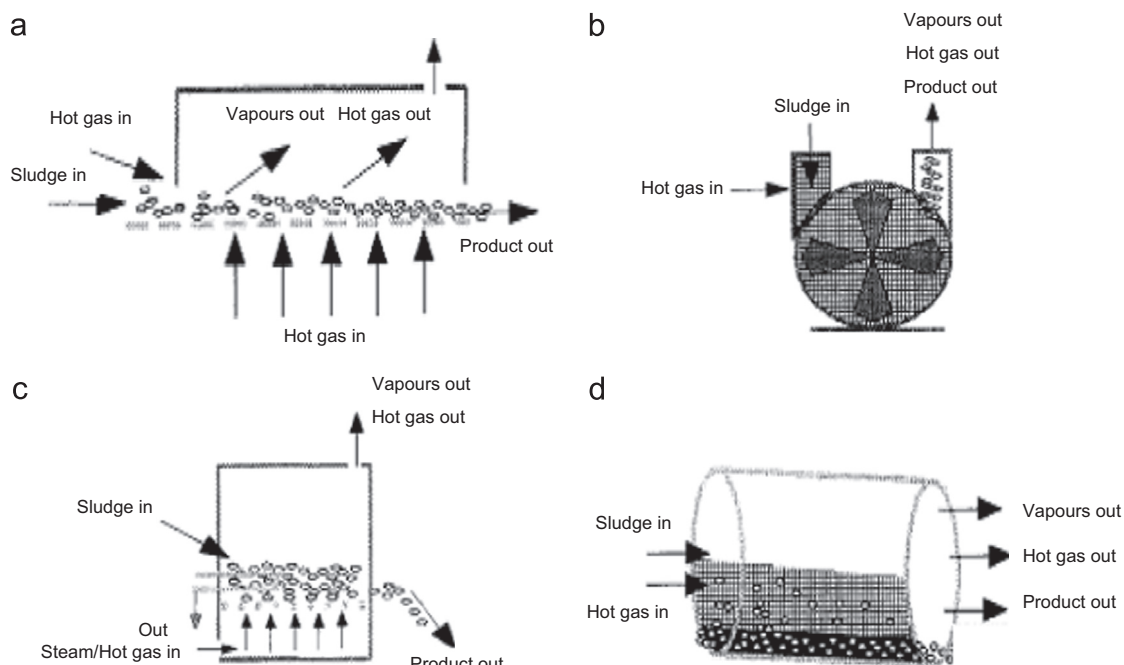 a
Hot gas in
Vapours out Hot gas out
Sludge in
Product out
Hot gas in
b
Vapours out
Hot gas out
Product out
Sludge in
Hot gas in
c
Vapours out
Hot gas out
Sludge in
Out
Steam/Hot gas in
Product out
d
Sludge in
Hot gas in
Vapours out
Hot gas out
Product out